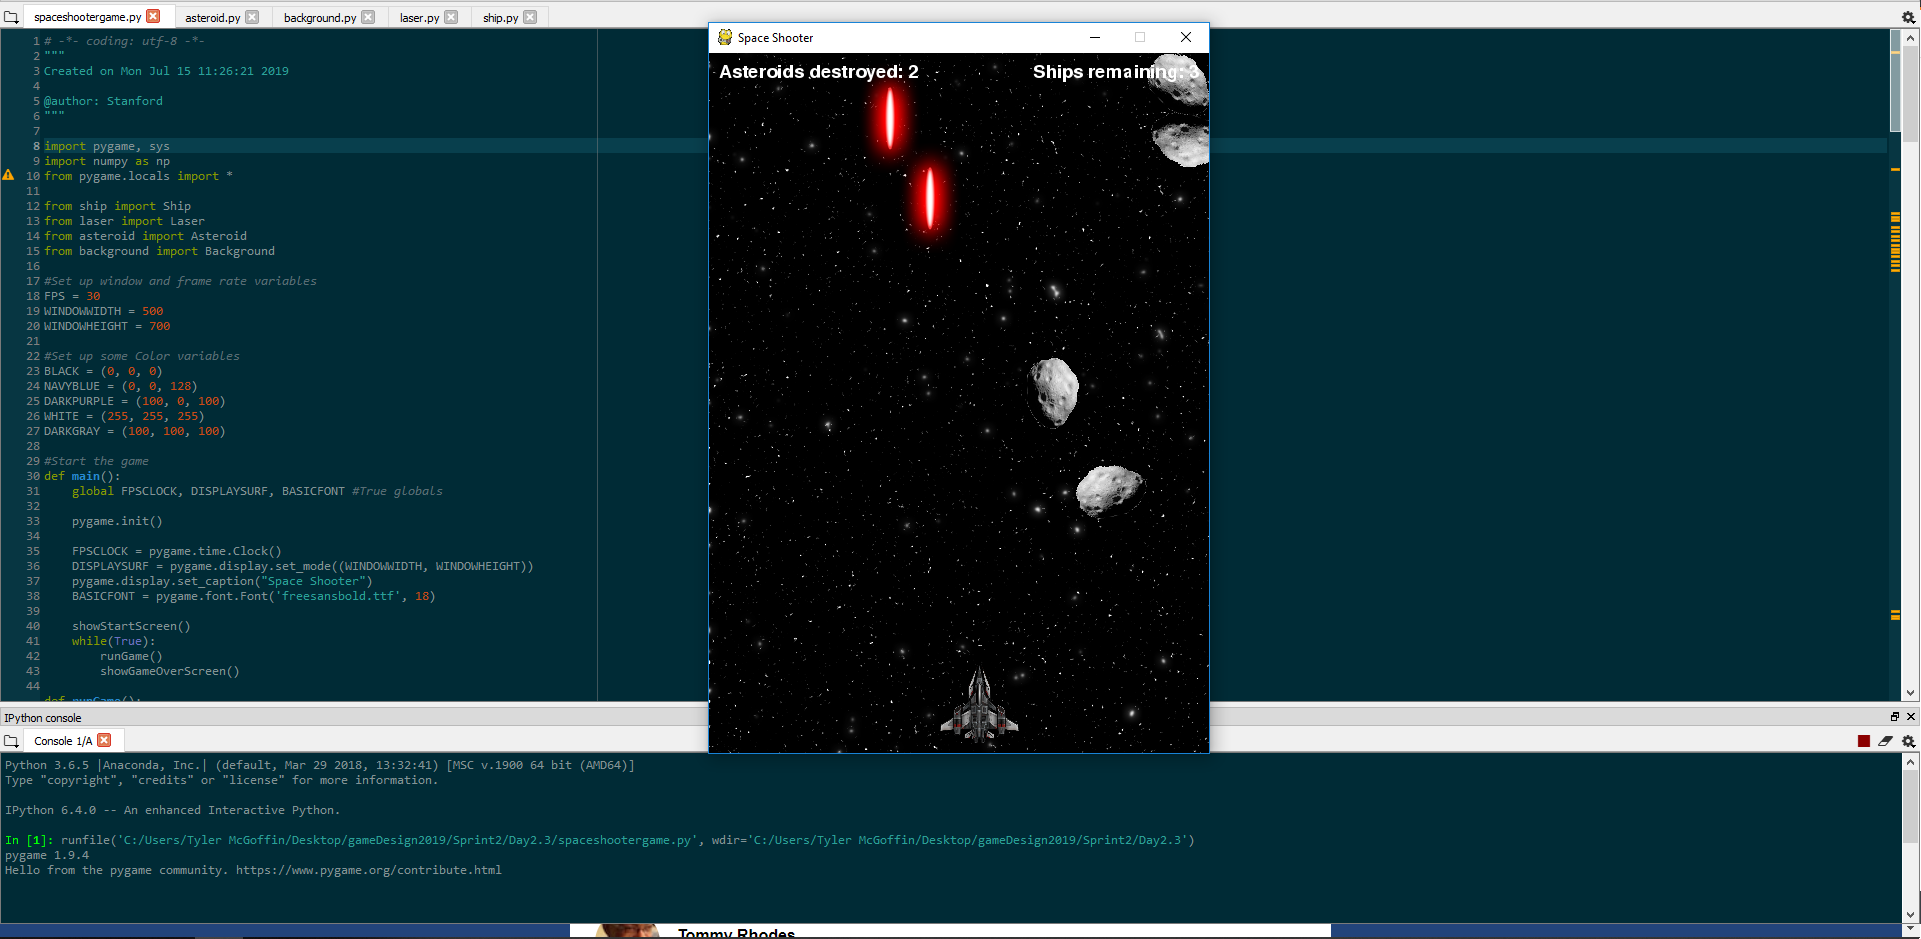 spaceshootergame.py asteroid.py background.py laser.py ship.py
1 # -*- coding: utf-8 -*-
2 """
3 Created on Mon Jul 15 11:26:21 2019
4
5 @author: Stanford
6 """
7
8 import pygame, sys
9 import numpy as np
10 from pygame.locals import *
11
12 from ship import Ship
13 from laser import Laser
14 from asteroid import Asteroid
15 from background import Background
16
17 #Set up window and frame rate variables
18 FPS = 30
19 WINDOWWIDTH = 500
20 WINDOWHEIGHT = 700
21
22 #Set up some Color variables
23 BLACK = (0, 0, 0)
24 NAVYBLUE = (0, 0, 128)
25 DARKPURPLE = (100, 0, 100)
26 WHITE = (255, 255, 255)
27 DARKGRAY = (100, 100, 100)
28
29 #Start the game
30 def main():
31 global FPSCLOCK, DISPLAYSURF, BASICFONT #True globals
32
33 pygame.init()
34
35 FPSCLOCK = pygame.time.Clock()
36 DISPLAYSURF = pygame.display.set_mode((WINDOWWIDTH, WINDOWHEIGHT))
37 pygame.display.set_caption("Space Shooter")
38 BASICFONT = pygame.font.Font('freesansbold.ttf', 18)
39
40 showStartScreen()
41 while(True):
42 runGame()
43 showGameOverScreen()
44
def runGame():
Space Shooter
Asteroids destroyed: 2 Ships remaining: 3
IPython console
Console 1/A
Python 3.6.5 |Anaconda, Inc.| (default, Mar 29 2018, 13:32:41) [MSC v.1900 64 bit (AMD64)]
Type "copyright", "credits" or "license" for more information.
IPython 6.4.0 -- An enhanced Interactive Python.
In [1]: runfile('C:/Users/Tyler McGoffin/Desktop/gameDesign2019/Sprint2/Day2.3/spaceshootergame.py', wdir='C:/Users/Tyler McGoffin/Desktop/gameDesign2019/Sprint2/Day2.3')
pygame 1.9.4
Hello from the pygame community. https://www.pygame.org/contribute.html
Tommy Rhodes